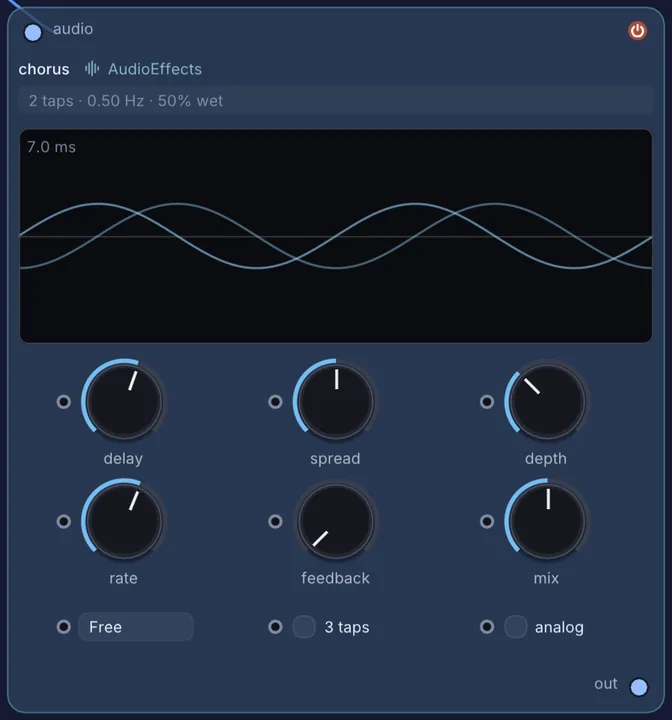 audio
chorus AudioEffects
2 taps · 0.50 Hz · 50% wet
7.0 ms
delay spread depth
rate feedback mix
Free 3 taps analog
out